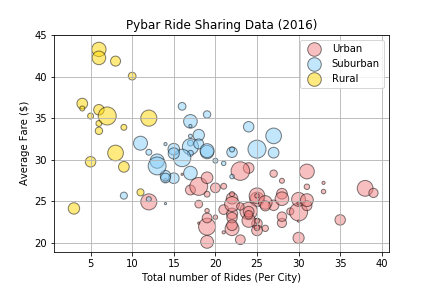 Pybar Ride Sharing Data (2016)
Urban
Suburban
Rural
Average Fare ($)
45
40
35
30
25
20
5 10 15 20 25 30 35 40
Total number of Rides (Per City)